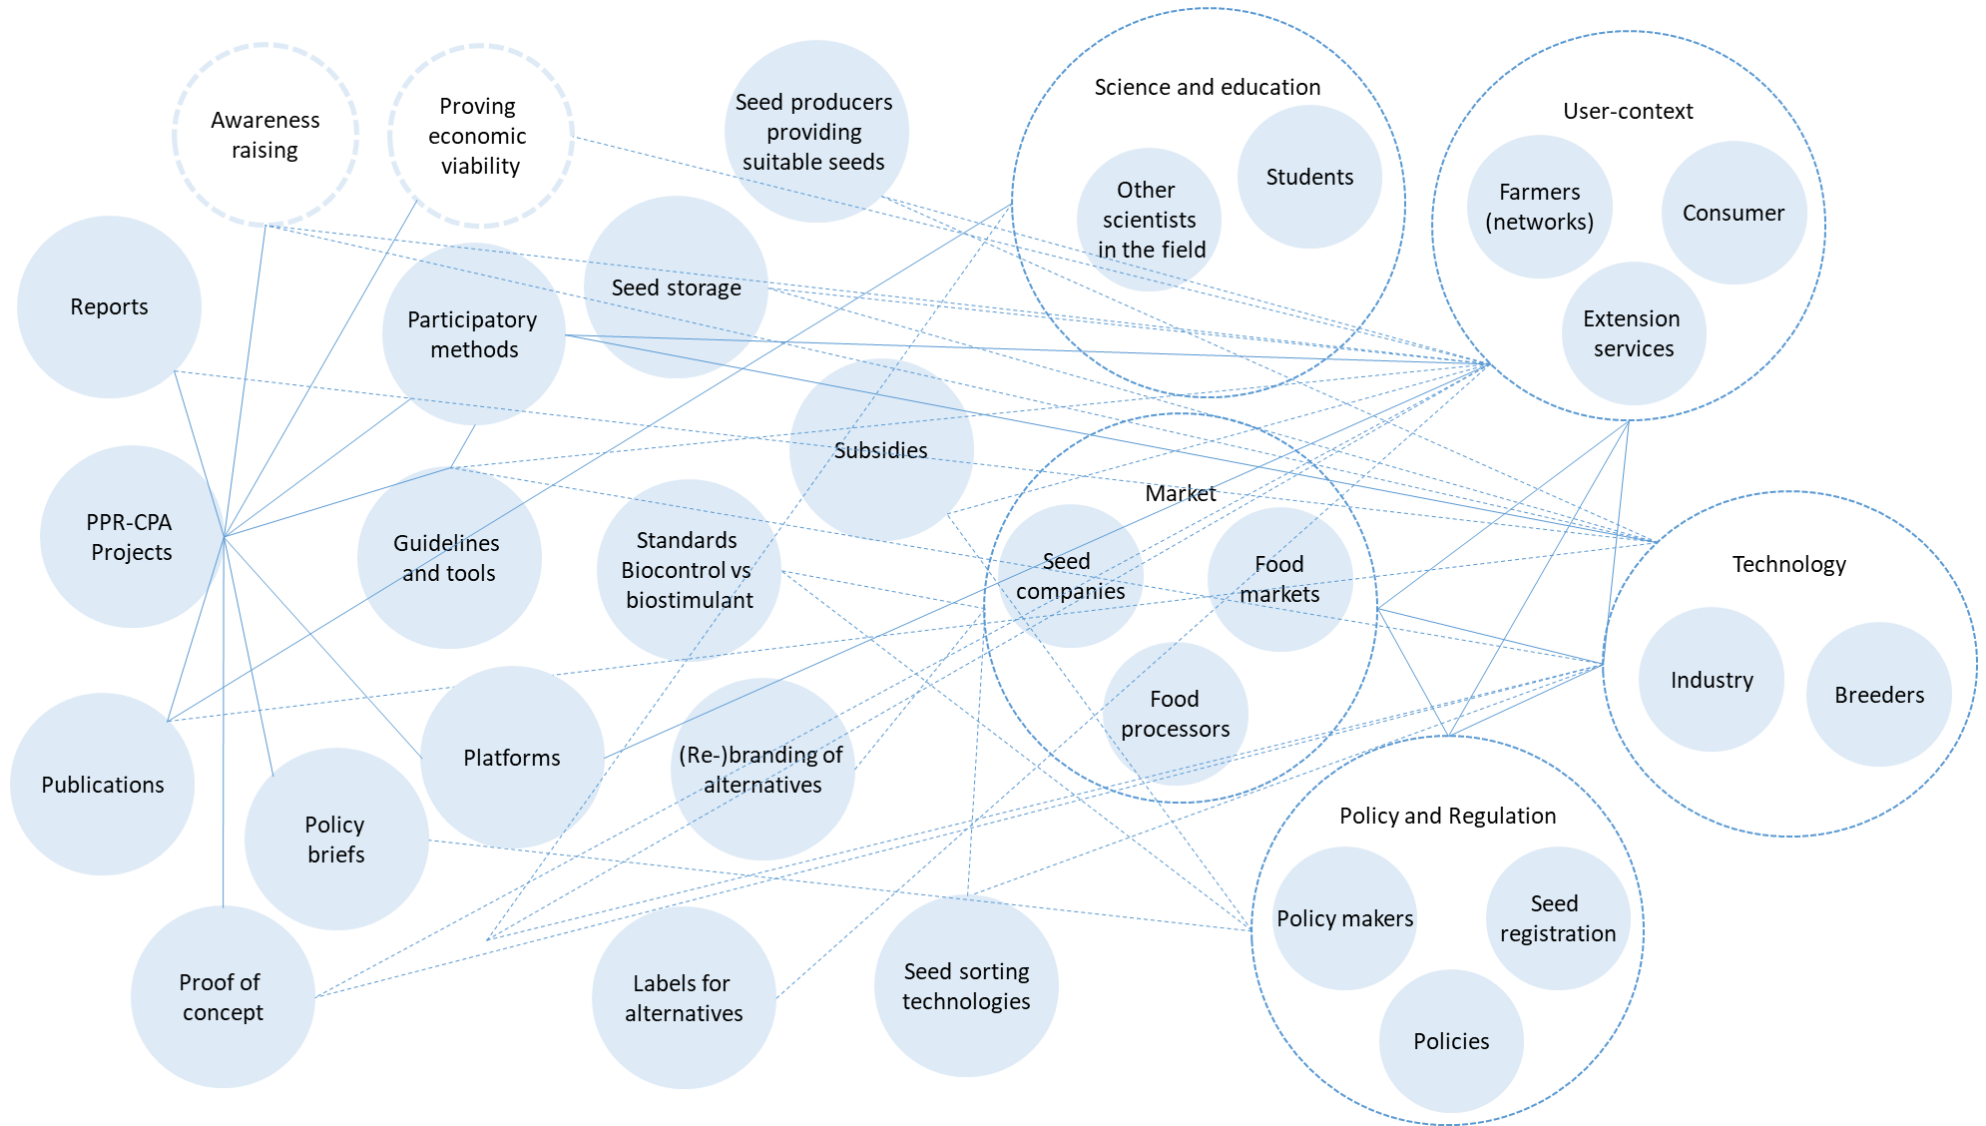 Awareness
raising
Proving
economic
viability
Seed producers
providing
suitable seeds
Science and education
Students
Other
scientists
in the field
User-context
Farmers
(networks)
Consumer
Extension
services
Reports
Participatory
methods
Seed storage
Subsidies
PPR-CPA
Projects
Guidelines
and tools
Standards
Biocontrol vs
biostimulant
Market
Seed
companies
Food
markets
Food
processors
Technology
Industry
Breeders
Publications
Policy
briefs
Platforms
(Re-)branding of
alternatives
Policy and Regulation
Policy makers
Seed
registration
Policies
Proof of
concept
Labels for
alternatives
Seed sorting
technologies